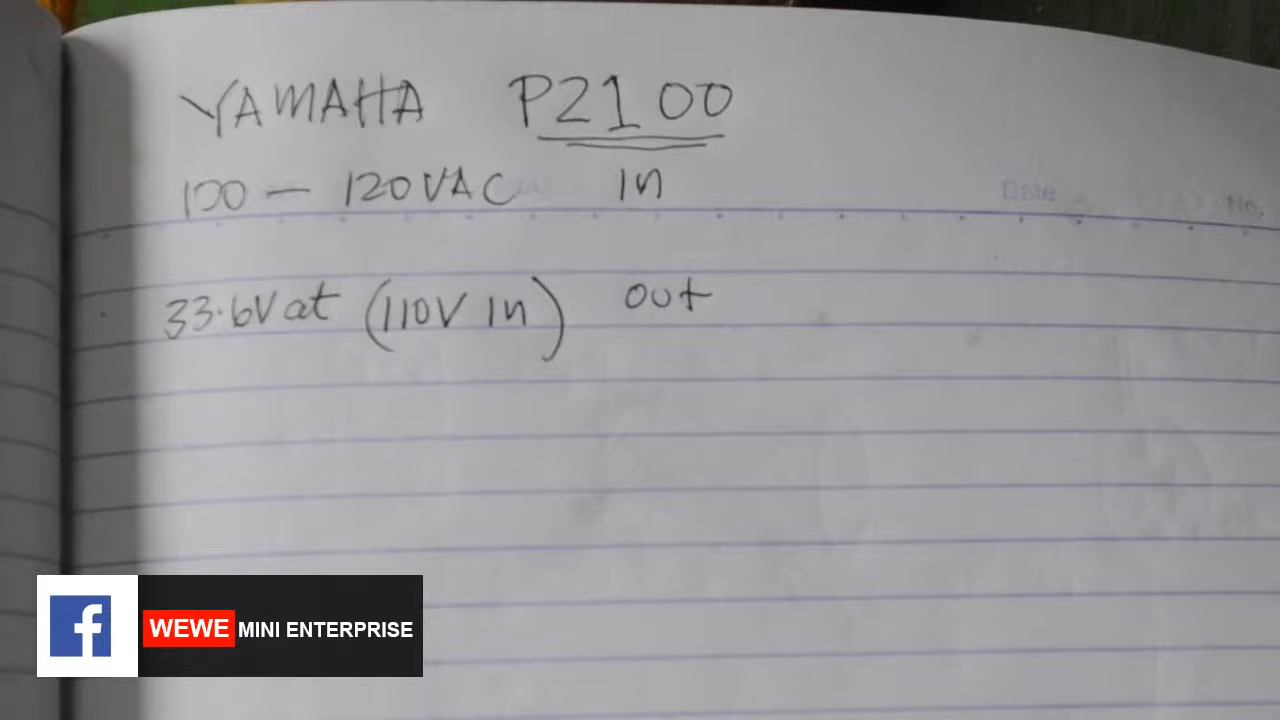 YAMAHA P2100
100 - 120VAC in
Date
No.
33.6V at (110V in) out
WEWE MINI ENTERPRISE